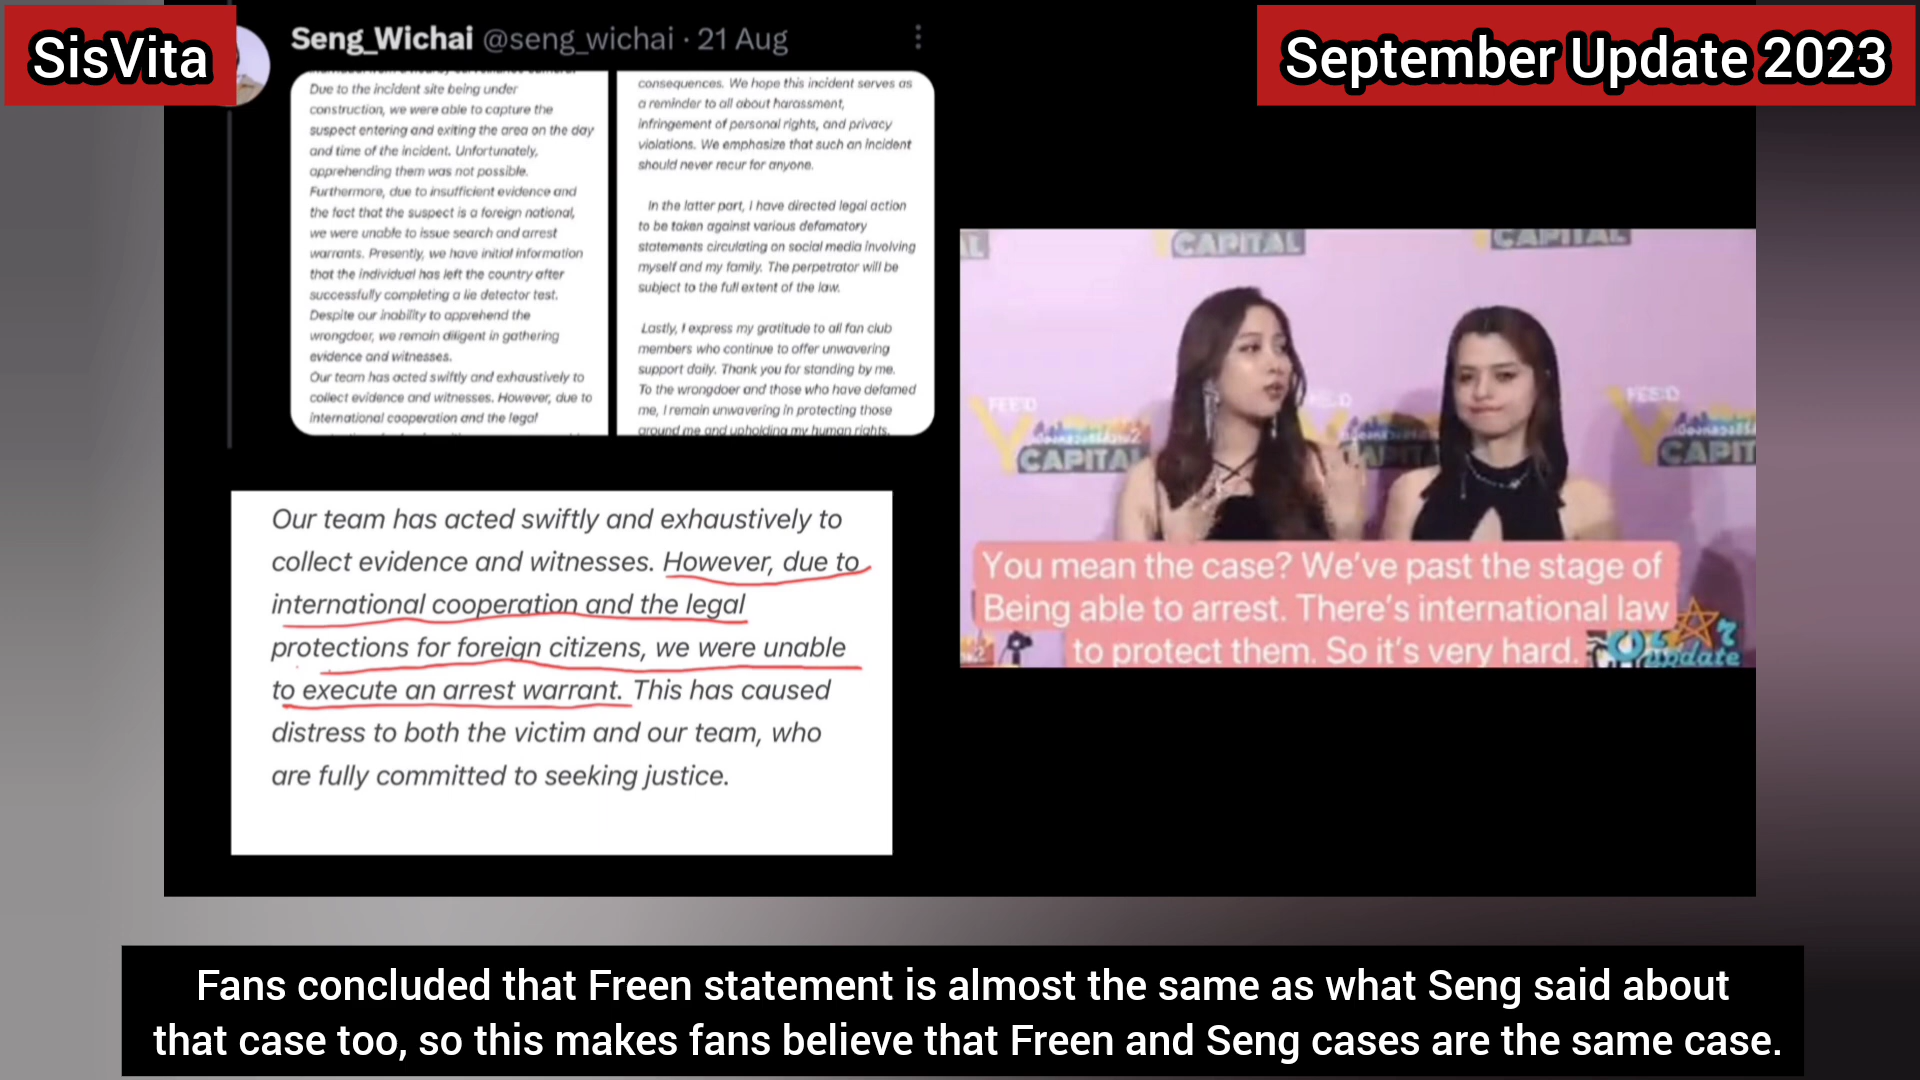 SisVita
September Update 2023
Seng_Wichai @seng_wichai · 21 Aug
Due to the incident site being under
construction, we were able to capture the
suspect entering and exiting the area on the day
and time of the incident. Unfortunately,
apprehending them was not possible.
Furthermore, due to insufficient evidence and
the fact that the suspect is a foreign national,
we were unable to issue search and arrest
warrants. Presently, we have initial information
that the individual has left the country after
successfully completing a lie detector test.
Despite our inability to apprehend the
wrongdoer, we remain diligent in gathering
evidence and witnesses.
Our team has acted swiftly and exhaustively to
collect evidence and witnesses. However, due to
international cooperation and the legal
consequences. We hope this incident serves as
a reminder to all about harassment,
infringement of personal rights, and privacy
violations. We emphasize that such an incident
should never recur for anyone.
In the latter part, I have directed legal action
to be taken against various defamatory
statements circulating on social media involving
myself and my family. The perpetrator will be
subject to the full extent of the law.
Lastly, I express my gratitude to all fan club
members who continue to offer unwavering
support daily. Thank you for standing by me.
To the wrongdoer and those who have defamed
me, I remain unwavering in protecting those
around me and upholding my human rights.
Our team has acted swiftly and exhaustively to
collect evidence and witnesses. However, due to
international cooperation and the legal
protections for foreign citizens, we were unable
to execute an arrest warrant. This has caused
distress to both the victim and our team, who
are fully committed to seeking justice.
CAPITAL
CAPITAL
FEED
FEED
CAPITAL
CAPIT
You mean the case? We've past the stage of
Being able to arrest. There's international law
to protect them. So it's very hard.
update
Fans concluded that Freen statement is almost the same as what Seng said about
that case too, so this makes fans believe that Freen and Seng cases are the same case.